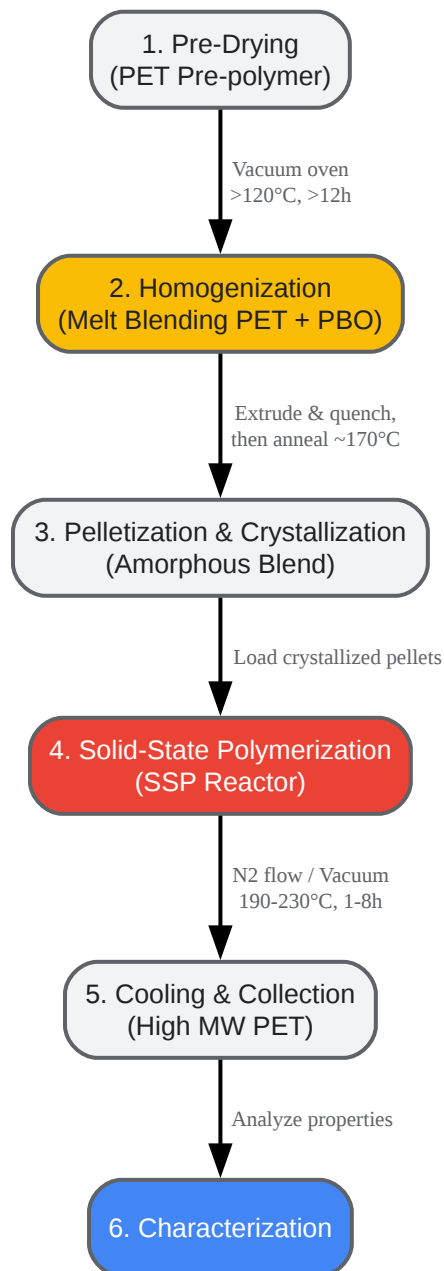 1. Pre-Drying
(PET Pre-polymer)
Vacuum oven
>120°C, >12h
2. Homogenization
(Melt Blending PET + PBO)
Extrude & quench,
then anneal ~170°C
3. Pelletization & Crystallization
(Amorphous Blend)
Load crystallized pellets
4. Solid-State Polymerization
(SSP Reactor)
N2 flow / Vacuum
190-230°C, 1-8h
5. Cooling & Collection
(High MW PET)
Analyze properties
6. Characterization